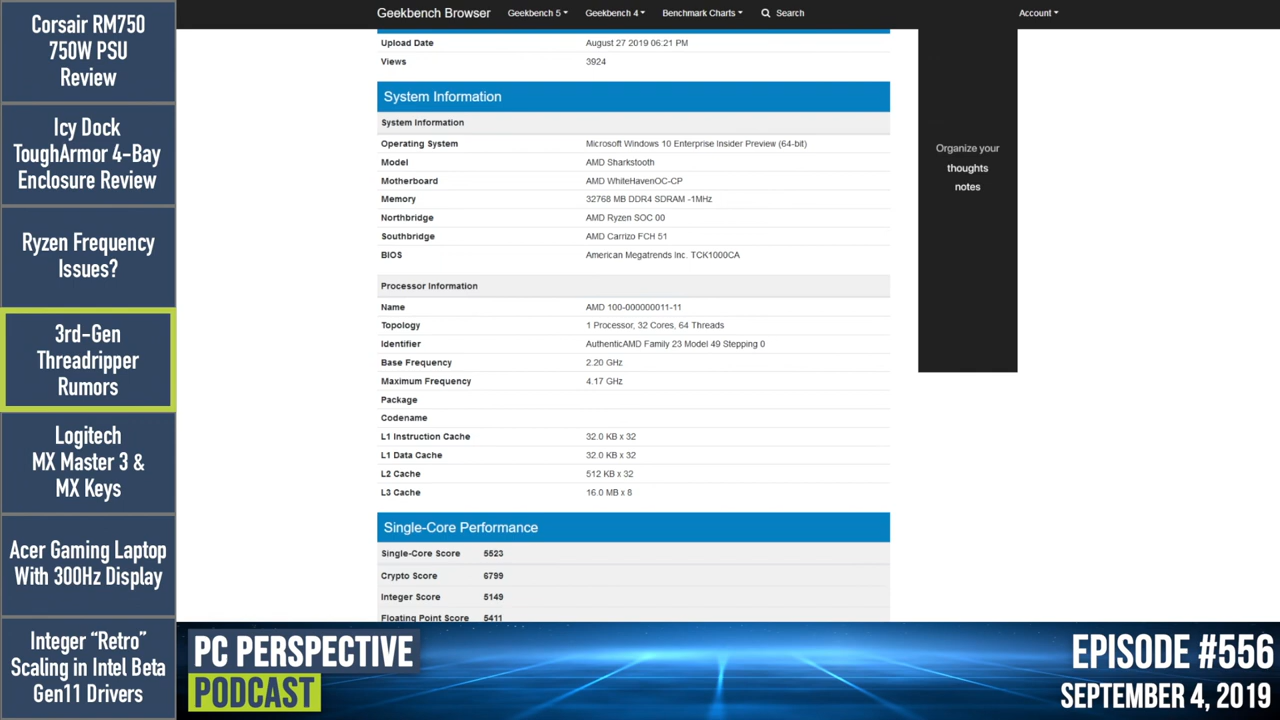 Corsair RM750
750W PSU
Review
Icy Dock
ToughArmor 4-Bay
Enclosure Review
Ryzen Frequency
Issues?
3rd-Gen
Threadripper
Rumors
Logitech
MX Master 3 &
MX Keys
Acer Gaming Laptop
With 300Hz Display
Integer “Retro”
Scaling in Intel Beta
Gen11 Drivers
Geekbench Browser Geekbench 5 Geekbench 4 Benchmark Charts Search Account
Upload Date August 27 2019 06:21 PM
Views 3924
System Information
System Information
Operating System Microsoft Windows 10 Enterprise Insider Preview (64-bit)
Model AMD Sharkstooth
Motherboard AMD WhiteHavenOC-CP
Memory 32768 MB DDR4 SDRAM -1MHz
Northbridge AMD Ryzen SOC 00
Southbridge AMD Carrizo FCH 51
BIOS American Megatrends Inc. TCK1000CA
Processor Information
Name AMD 100-000000011-11
Topology 1 Processor, 32 Cores, 64 Threads
Identifier AuthenticAMD Family 23 Model 49 Stepping 0
Base Frequency 2.20 GHz
Maximum Frequency 4.17 GHz
Package
Codename
L1 Instruction Cache 32.0 KB x 32
L1 Data Cache 32.0 KB x 32
L2 Cache 512 KB x 32
L3 Cache 16.0 MB x 8
Single-Core Performance
Single-Core Score 5523
Crypto Score 6799
Integer Score 5149
Floating Point Score 5411
Organize your
thoughts
notes
PC PERSPECTIVE
PODCAST
EPISODE #556
SEPTEMBER 4, 2019